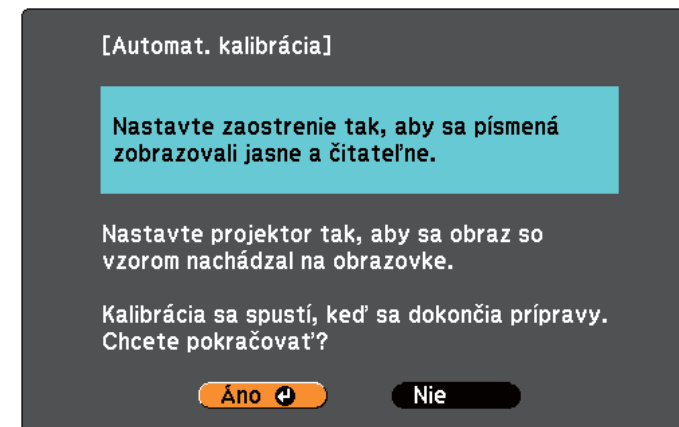 [Automat. kalibrácia]
Nastavte zaostrenie tak, aby sa písmená
zobrazovali jasne a čitateľne.
Nastavte projektor tak, aby sa obraz so
vzorom nachádzal na obrazovke.
Kalibrácia sa spustí, keď sa dokončia prípravy.
Chcete pokračovať?
Áno Nie